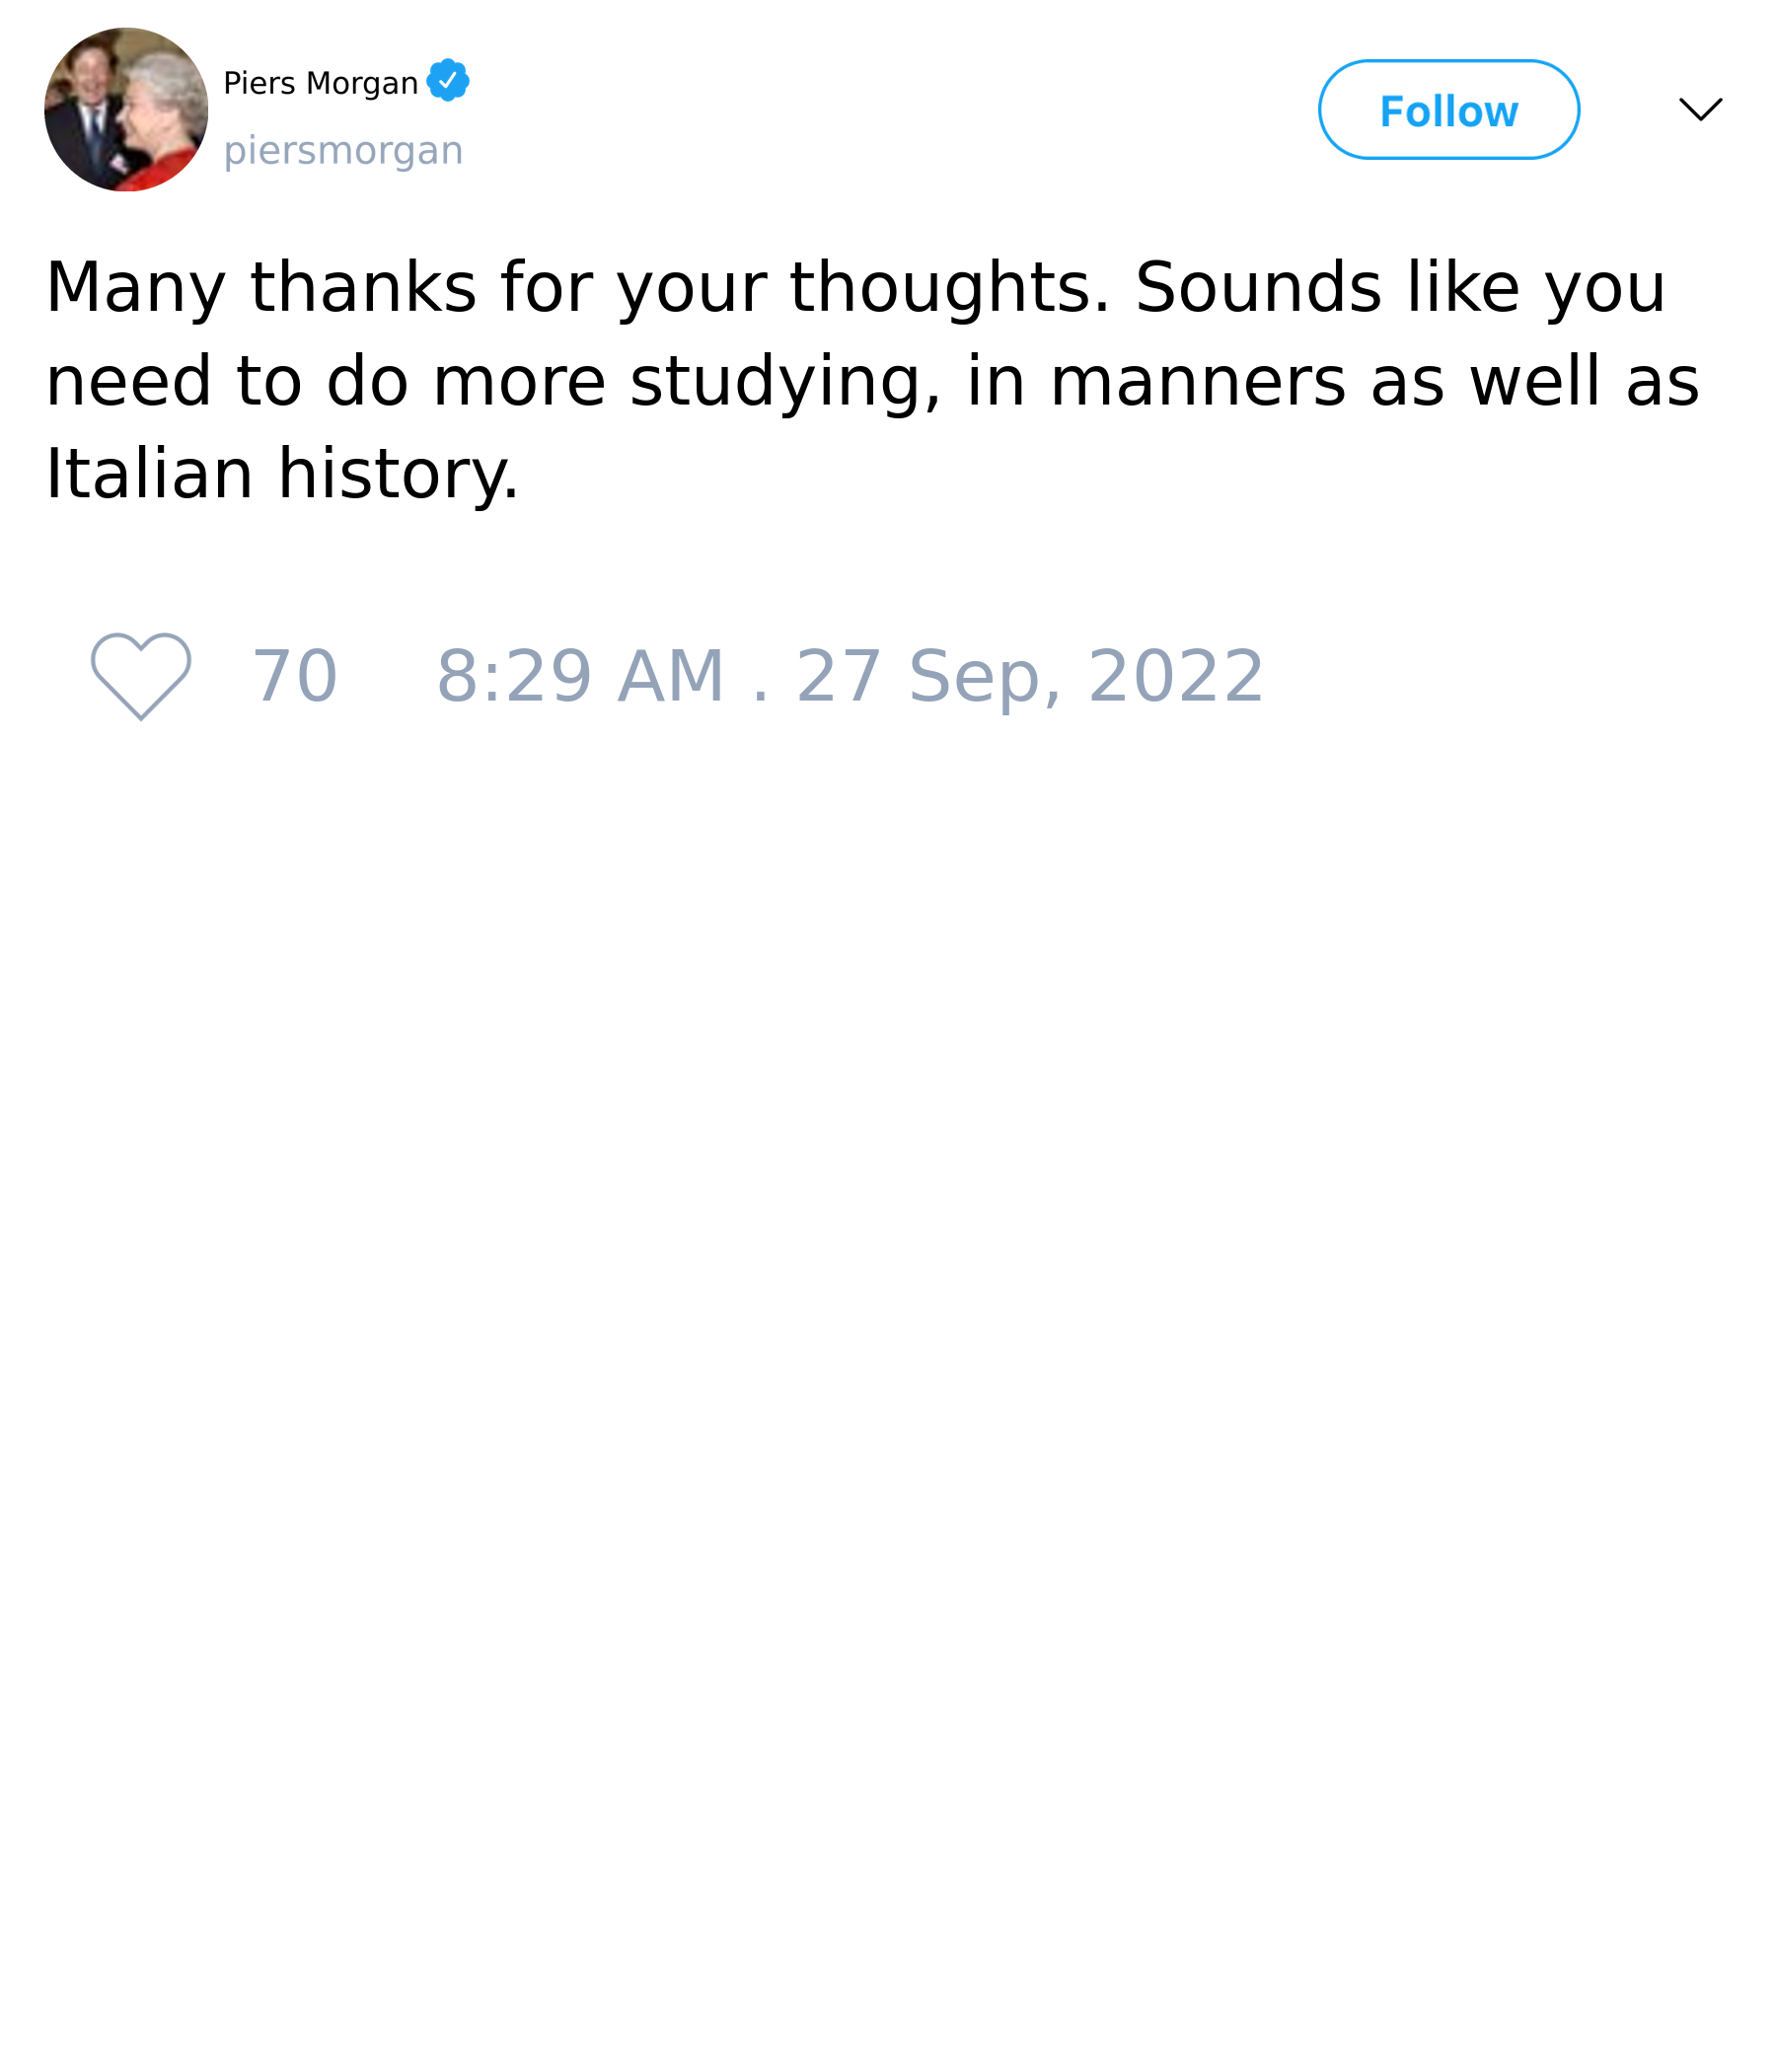 Piers Morgan
piersmorgan
Follow
Many thanks for your thoughts. Sounds like you
need to do more studying, in manners as well as
Italian history.
70 8:29 AM . 27 Sep, 2022